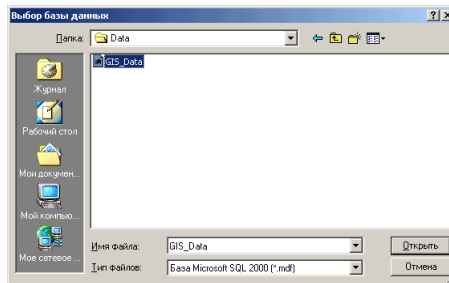 Выбор базы данных
Папка: Data
GIS_Data
Журнал
Рабочий стол
Мои докумен...
Мой компью...
Мое сетевое ...
Имя файла: GIS_Data
Открыть
Тип файлов: База Microsoft SQL 2000 (*.mdf)
Отмена